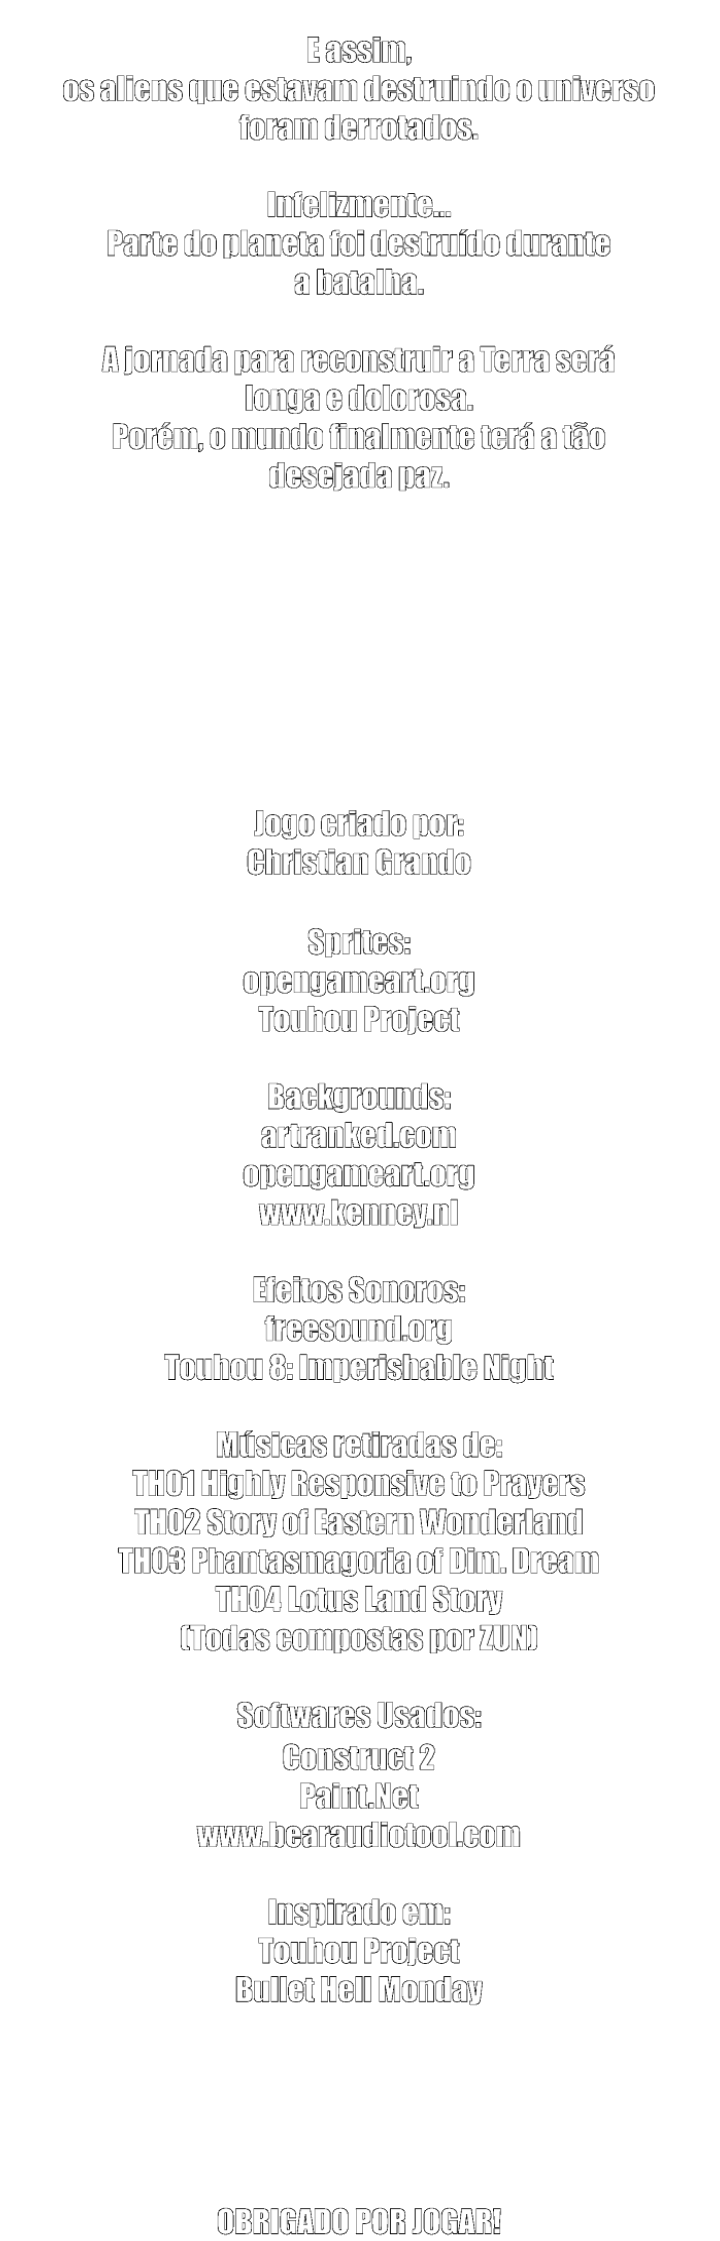 E assim,
os aliens que estavam destruindo o universo
foram derrotados.
Infelizmente...
Parte do planeta foi destruído durante
a batalha.
A jornada para reconstruir a Terra será
longa e dolorosa.
Porém, o mundo finalmente terá a tão
desejada paz.
Jogo criado por:
Christian Grando
Sprites:
opengameart.org
Touhou Project
Backgrounds:
artranked.com
opengameart.org
www.kenney.nl
Efeitos Sonoros:
freesound.org
Touhou 8: Imperishable Night
Músicas retiradas de:
TH01 Highly Responsive to Prayers
TH02 Story of Eastern Wonderland
TH03 Phantasmagoria of Dim. Dream
TH04 Lotus Land Story
(Todas compostas por ZUN)
Softwares Usados:
Construct 2
Paint.Net
www.bearaudiotool.com
Inspirado em:
Touhou Project
Bullet Hell Monday
OBRIGADO POR JOGAR!